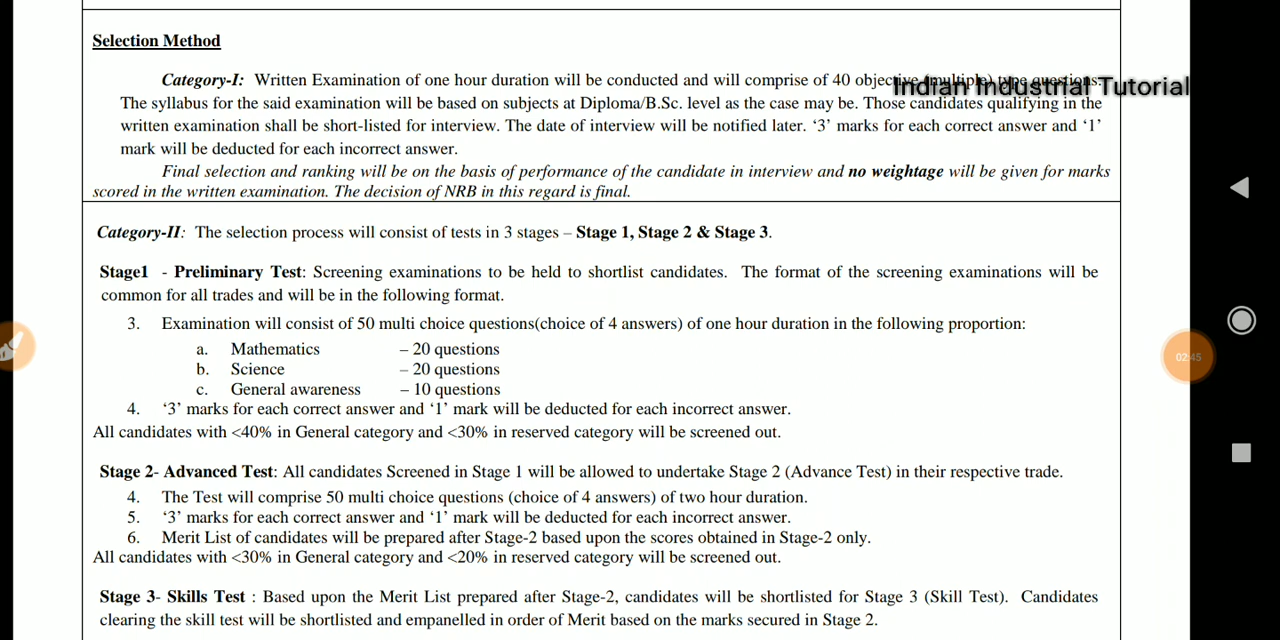 Selection Method
Category-I: Written Examination of one hour duration will be conducted and will comprise of 40 objective (multiple) type questions.
Indian Industrial Tutorial
The syllabus for the said examination will be based on subjects at Diploma/B.Sc. level as the case may be. Those candidates qualifying in the
written examination shall be short-listed for interview. The date of interview will be notified later. ‘3’ marks for each correct answer and ‘1’
mark will be deducted for each incorrect answer.
Final selection and ranking will be on the basis of performance of the candidate in interview and no weightage will be given for marks
scored in the written examination. The decision of NRB in this regard is final.
Category-II: The selection process will consist of tests in 3 stages – Stage 1, Stage 2 & Stage 3.
Stage1 - Preliminary Test: Screening examinations to be held to shortlist candidates. The format of the screening examinations will be
common for all trades and will be in the following format.
3. Examination will consist of 50 multi choice questions(choice of 4 answers) of one hour duration in the following proportion:
a. Mathematics – 20 questions
b. Science – 20 questions
c. General awareness – 10 questions
4. ‘3’ marks for each correct answer and ‘1’ mark will be deducted for each incorrect answer.
All candidates with <40% in General category and <30% in reserved category will be screened out.
02:45
Stage 2- Advanced Test: All candidates Screened in Stage 1 will be allowed to undertake Stage 2 (Advance Test) in their respective trade.
4. The Test will comprise 50 multi choice questions (choice of 4 answers) of two hour duration.
5. ‘3’ marks for each correct answer and ‘1’ mark will be deducted for each incorrect answer.
6. Merit List of candidates will be prepared after Stage-2 based upon the scores obtained in Stage-2 only.
All candidates with <30% in General category and <20% in reserved category will be screened out.
Stage 3- Skills Test : Based upon the Merit List prepared after Stage-2, candidates will be shortlisted for Stage 3 (Skill Test). Candidates
clearing the skill test will be shortlisted and empanelled in order of Merit based on the marks secured in Stage 2.